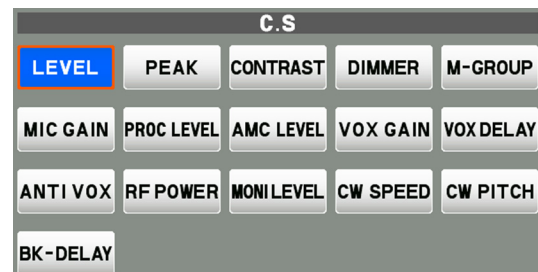 C.S
LEVEL PEAK CONTRAST DIMMER M-GROUP
MIC GAIN PROC LEVEL AMC LEVEL VOX GAIN VOX DELAY
ANTI VOX RF POWER MONI LEVEL CW SPEED CW PITCH
BK-DELAY